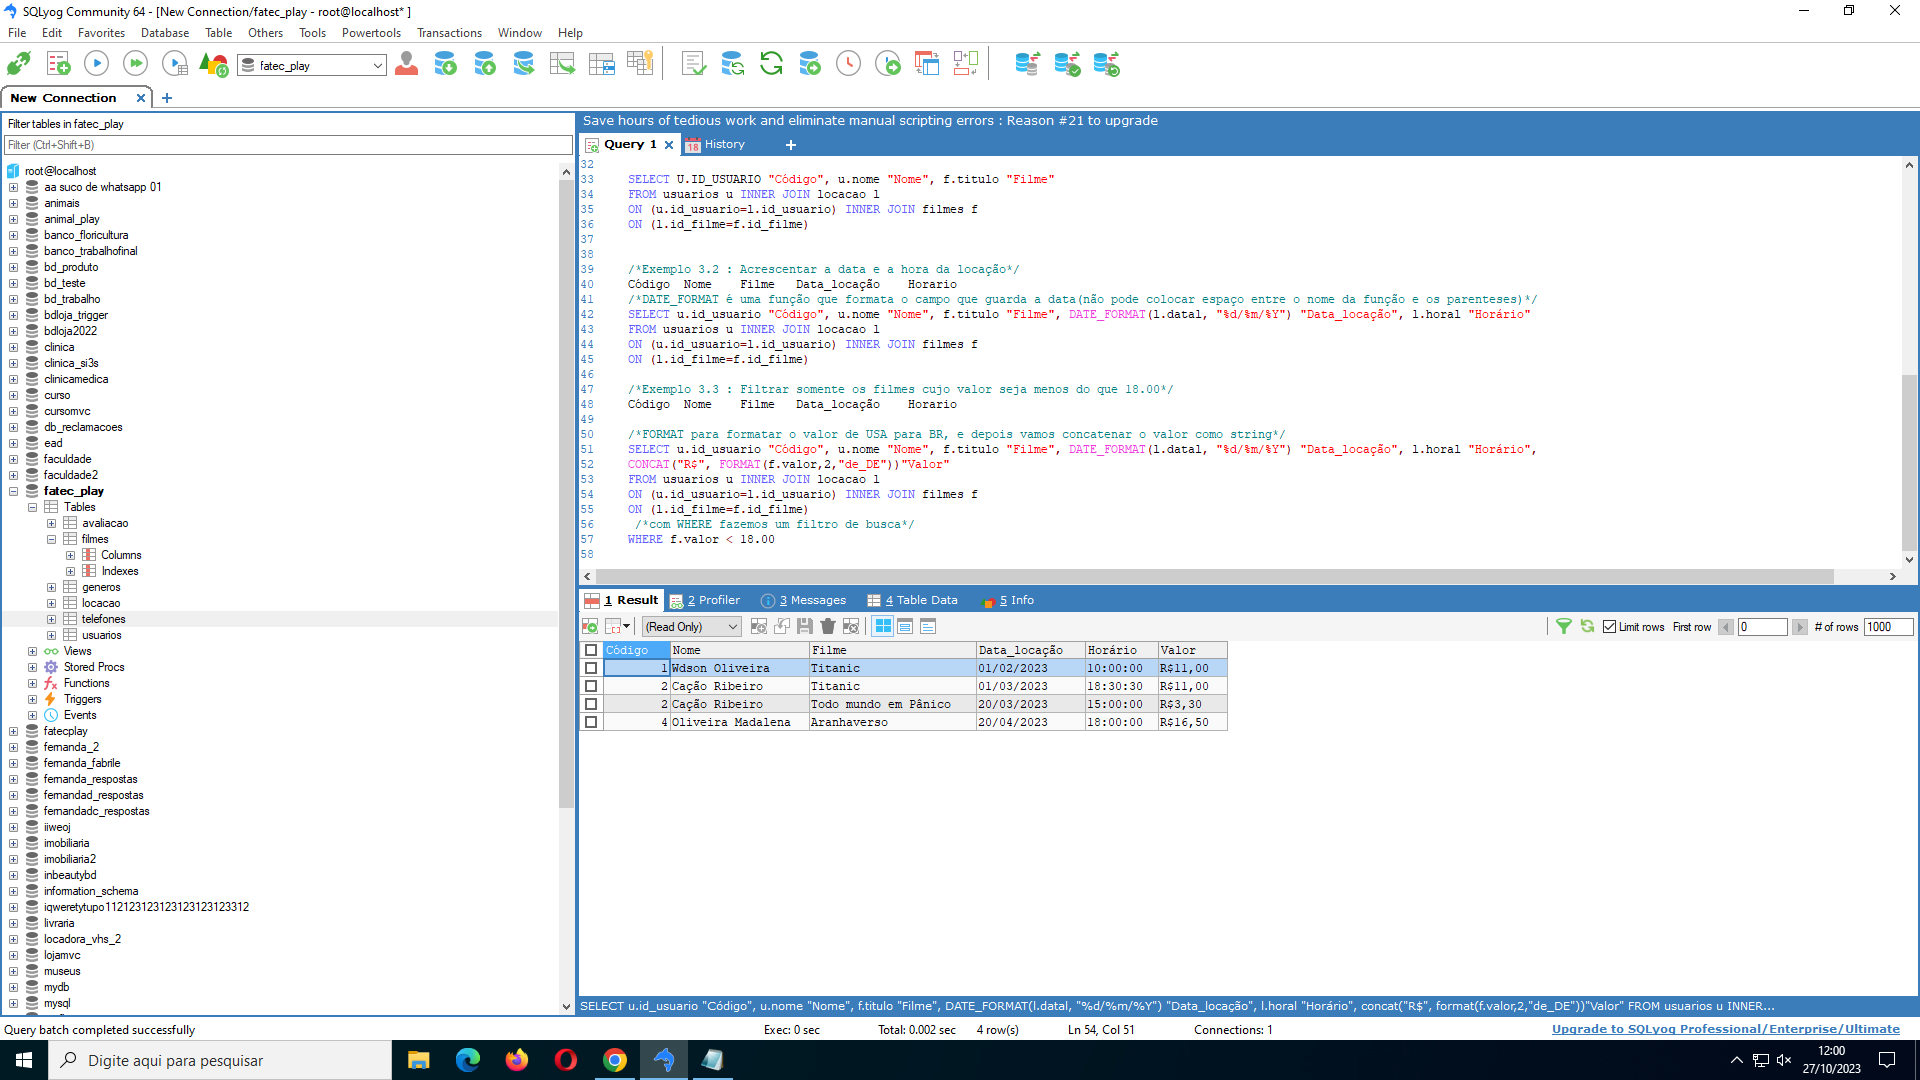 SQLyog Community 64 - [New Connection/fatec_play - root@localhost* ]
File Edit Favorites Database Table Others Tools Powertools Transactions Window Help
fatec_play
New Connection
Filter tables in fatec_play
Filter (Ctrl+Shift+B)
root@localhost
aa suco de whatsapp 01
animais
animal_play
banco_floricultura
banco_trabalhofinal
bd_produto
bd_teste
bd_trabalho
bdloja_trigger
bdloja2022
clinica
clinica_si3s
clinicamedica
curso
cursomvc
db_reclamacoes
ead
faculdade
faculdade2
fatec_play
Tables
avaliacao
filmes
Columns
Indexes
generos
locacao
telefones
usuarios
Views
Stored Procs
Functions
Triggers
Events
fatecplay
fernanda_2
fernanda_fabrile
fernanda_respostas
fernandad_respostas
fernandadc_respostas
iiweoj
imobiliaria
imobiliaria2
inbeautybd
information_schema
iqweretytupo112123123123123123123312
livraria
locadora_vhs_2
lojamvc
museus
mydb
mysql
Save hours of tedious work and eliminate manual scripting errors : Reason #21 to upgrade
Query 1 18 History
32
33 SELECT U.ID_USUARIO "Código", u.nome "Nome", f.titulo "Filme"
34 FROM usuarios u INNER JOIN locacao l
35 ON (u.id_usuario=l.id_usuario) INNER JOIN filmes f
36 ON (l.id_filme=f.id_filme)
37
38
39 /*Exemplo 3.2 : Acrescentar a data e a hora da locação*/
40 Código Nome Filme Data_locação Horario
41 /*DATE_FORMAT é uma função que formata o campo que guarda a data(não pode colocar espaço entre o nome da função e os parenteses)*/
42 SELECT u.id_usuario "Código", u.nome "Nome", f.titulo "Filme", DATE_FORMAT(l.datal, "%d/%m/%Y") "Data_locação", l.horal "Horário"
43 FROM usuarios u INNER JOIN locacao l
44 ON (u.id_usuario=l.id_usuario) INNER JOIN filmes f
45 ON (l.id_filme=f.id_filme)
46
47 /*Exemplo 3.3 : Filtrar somente os filmes cujo valor seja menos do que 18.00*/
48 Código Nome Filme Data_locação Horario
49
50 /*FORMAT para formatar o valor de USA para BR, e depois vamos concatenar o valor como string*/
51 SELECT u.id_usuario "Código", u.nome "Nome", f.titulo "Filme", DATE_FORMAT(l.datal, "%d/%m/%Y") "Data_locação", l.horal "Horário",
52 CONCAT("R$", FORMAT(f.valor,2,"de_DE"))"Valor"
53 FROM usuarios u INNER JOIN locacao l
54 ON (u.id_usuario=l.id_usuario) INNER JOIN filmes f
55 ON (l.id_filme=f.id_filme)
56 /*com WHERE fazemos um filtro de busca*/
57 WHERE f.valor < 18.00
58
1 Result 2 Profiler 3 Messages 4 Table Data 5 Info
(Read Only) Limit rows First row 0 # of rows 1000
Código Nome Filme Data_locação Horário Valor
1 Wdson Oliveira Titanic 01/02/2023 10:00:00 R$11,00
2 Cação Ribeiro Titanic 01/03/2023 18:30:30 R$11,00
2 Cação Ribeiro Todo mundo em Pânico 20/03/2023 15:00:00 R$3,30
4 Oliveira Madalena Aranhaverso 20/04/2023 18:00:00 R$16,50
SELECT u.id_usuario "Código", u.nome "Nome", f.titulo "Filme", DATE_FORMAT(l.datal, "%d/%m/%Y") "Data_locação", l.horal "Horário", concat("R$", format(f.valor,2,"de_DE"))"Valor" FROM usuarios u INNER...
Query batch completed successfully Exec: 0 sec Total: 0.002 sec 4 row(s) Ln 54, Col 51 Connections: 1 Upgrade to SQLyog Professional/Enterprise/Ultimate
Digite aqui para pesquisar
12:00
27/10/2023